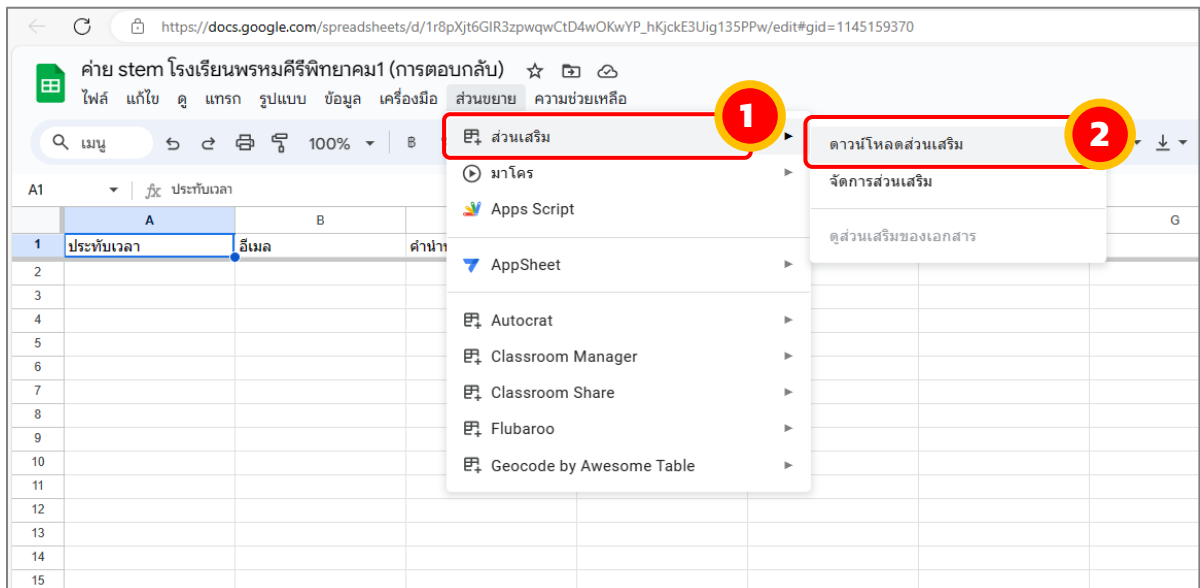 https://docs.google.com/spreadsheets/d/1r8pXjt6GIR3zpwqwCtD4wOKwYP_hKjckE3Uig135PPw/edit#gid=1145159370
ค่าย stem โรงเรียนพรหมคีรีพิทยาคม1 (การตอบกลับ)
ไฟล์ แก้ไข ดู แทรก รูปแบบ ข้อมูล เครื่องมือ ส่วนขยาย ความช่วยเหลือ
เมนู 100% B
A1 fx ประทับเวลา
A B G
1 ประทับเวลา อีเมล
2
3
4
5
6
7
8
9
10
11
12
13
14
15
ส่วนเสริม 1
มาโคร
Apps Script
AppSheet
Autocrat
Classroom Manager
Classroom Share
Flubaroo
Geocode by Awesome Table
ดาวน์โหลดส่วนเสริม 2
จัดการส่วนเสริม
ดูส่วนเสริมของเอกสาร